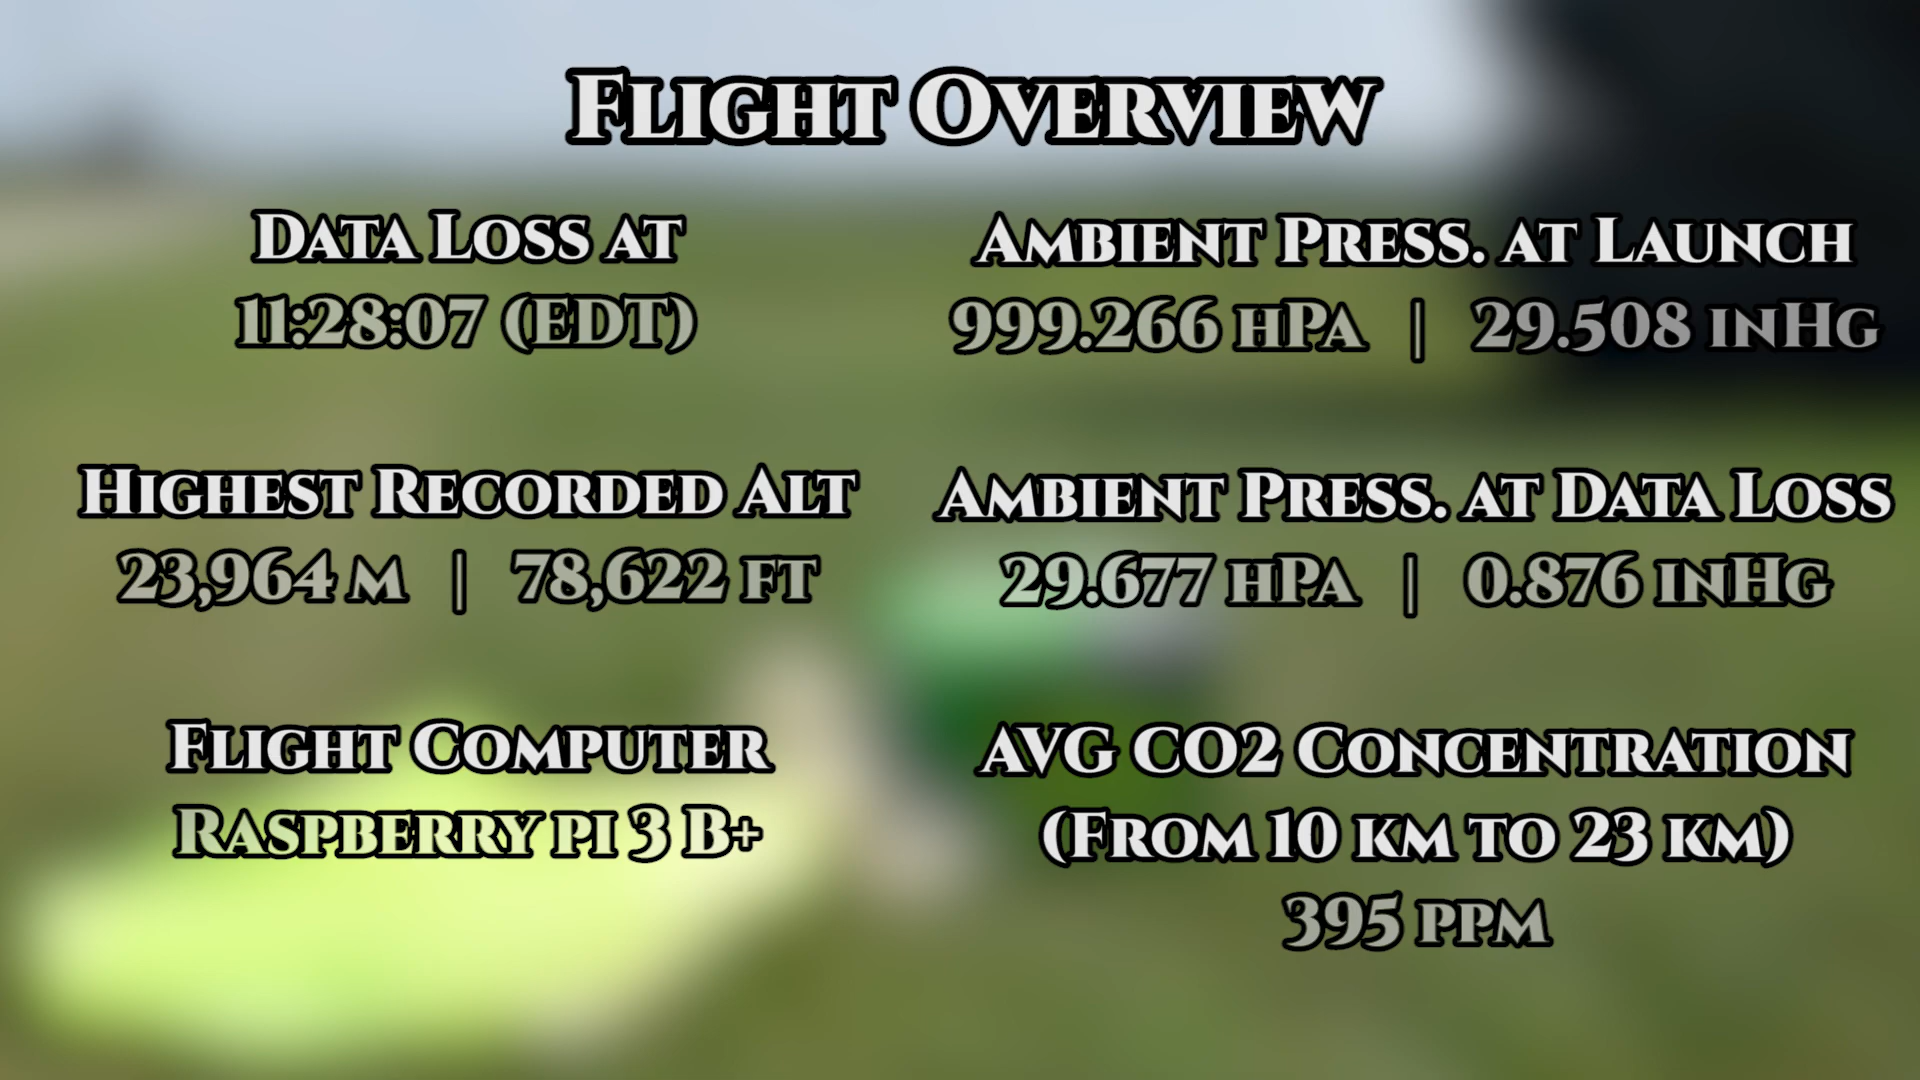 Flight Overview
Data Loss at
11:28:07 (EDT)
Ambient Press. at Launch
999.266 hPa | 29.508 inHg
Highest Recorded Alt
23,964 m | 78,622 ft
Ambient Press. at Data Loss
29.677 hPa | 0.876 inHg
Flight Computer
Raspberry Pi 3 B+
AVG CO2 Concentration
(From 10 km to 23 km)
395 ppm